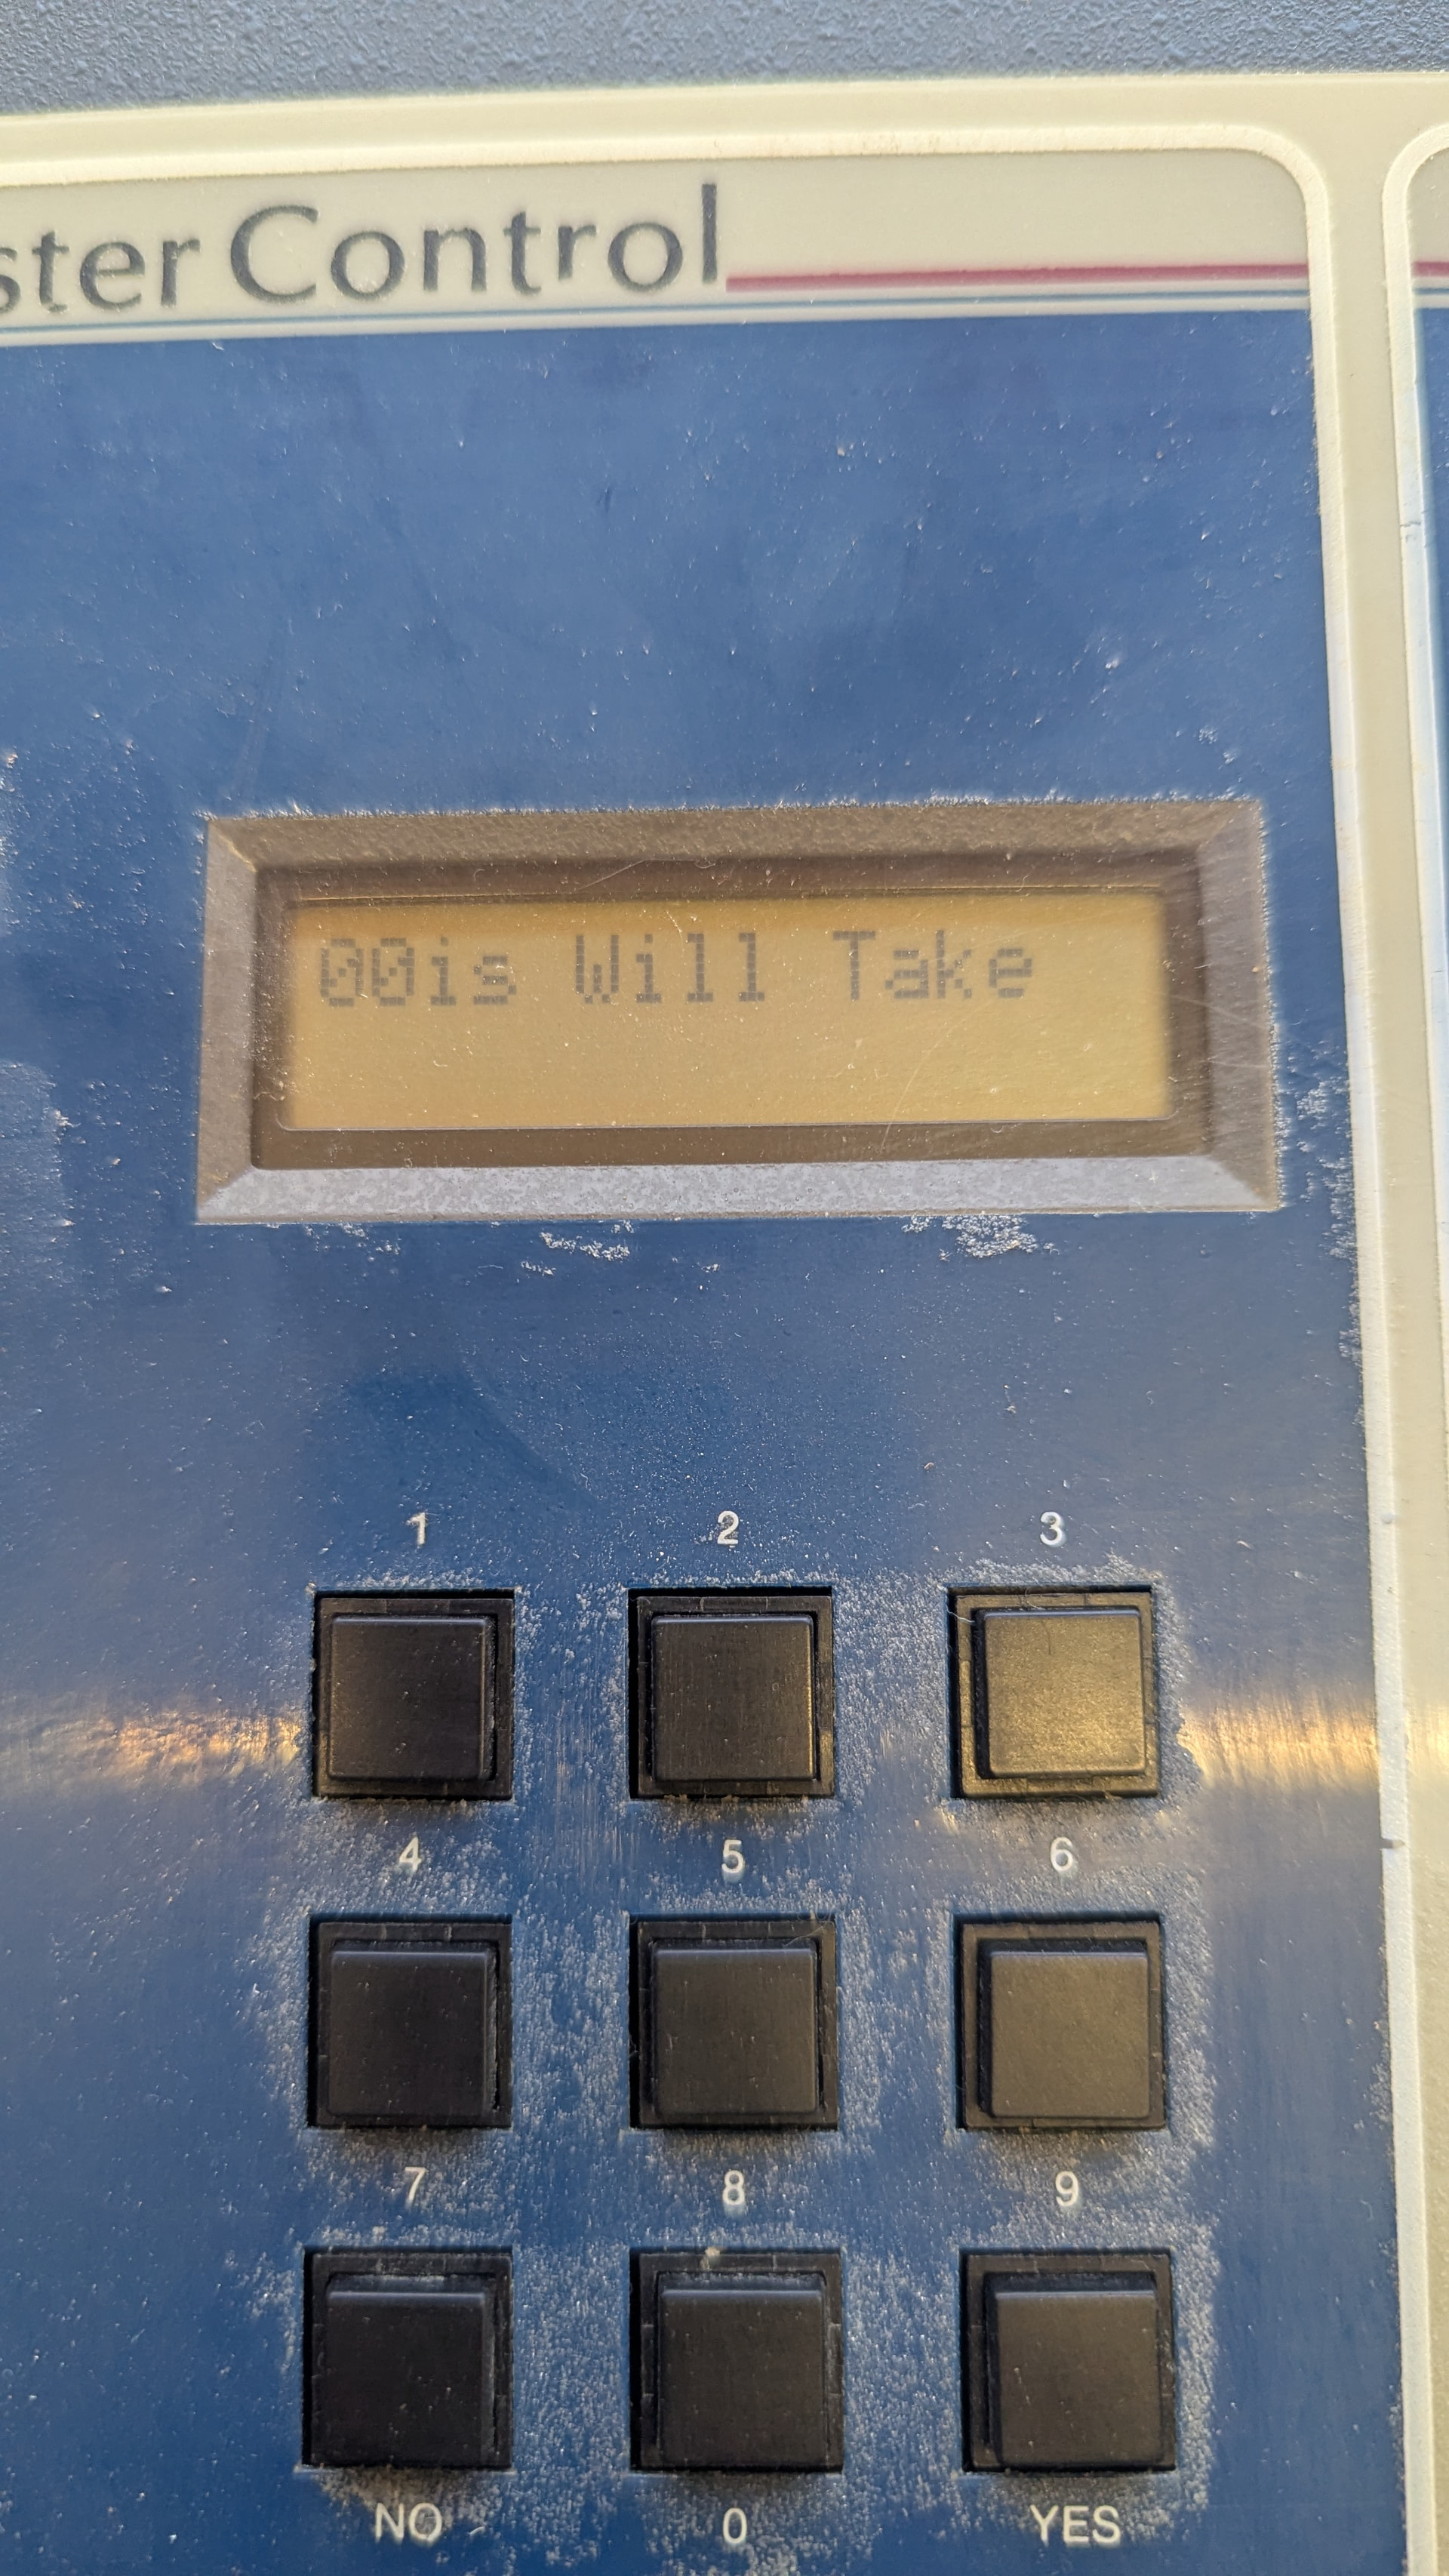 ster Control
00is Will Take
1 2 3
4 5 6
7 8 9
NO 0 YES